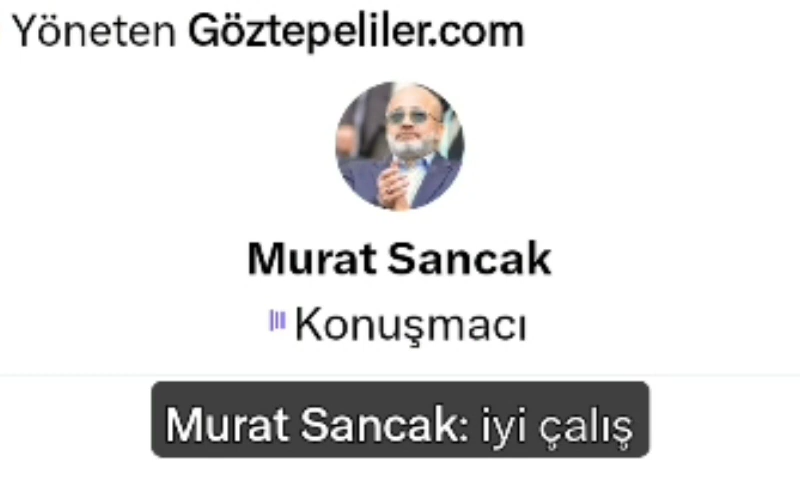 Yöneten Göztepeliler.com
Murat Sancak
Konuşmacı
Murat Sancak: iyi çalış